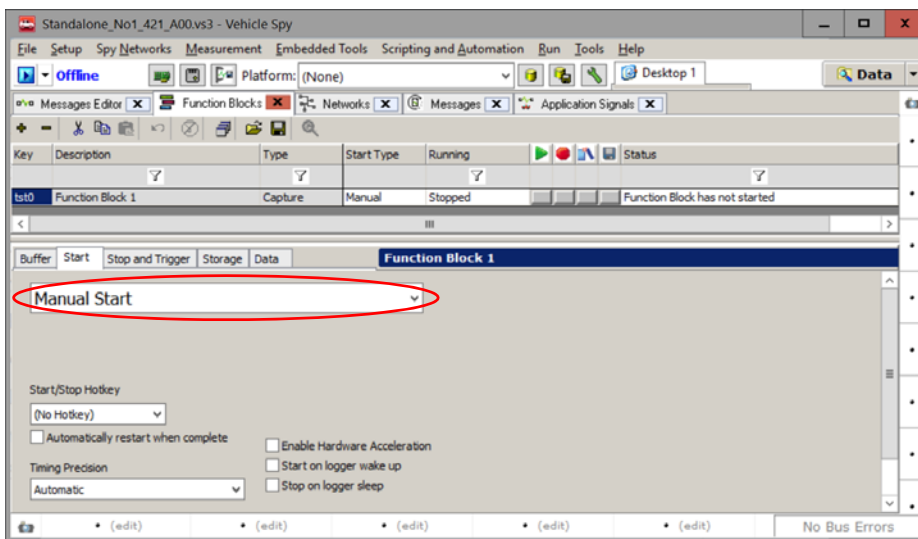 Standalone_No1_421_A00.vs3 - Vehicle Spy
File Setup Spy Networks Measurement Embedded Tools Scripting and Automation Run Tools Help
Offline Platform: (None) Desktop 1 Data
Messages Editor X Function Blocks X Networks X Messages X Application Signals X
Key Description Type Start Type Running Status
tst0 Function Block 1 Capture Manual Stopped Function Block has not started
Buffer Start Stop and Trigger Storage Data Function Block 1
Manual Start
Start/Stop Hotkey
(No Hotkey)
Automatically restart when complete
Enable Hardware Acceleration
Timing Precision
Start on logger wake up
Automatic
Stop on logger sleep
(edit) (edit) (edit) (edit) (edit) No Bus Errors